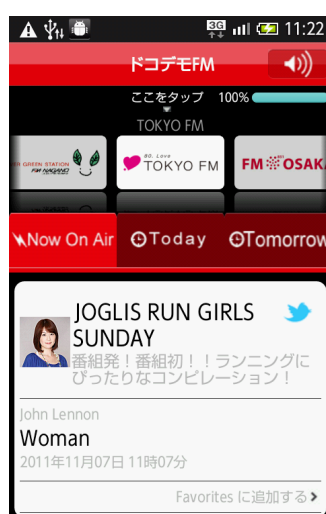 3G 11:22
ドコデモFM
ここをタップ 100%
TOKYO FM
GREEN STATION
FM NAGANO
80. Love
TOKYO FM
FM OSAK
Now On Air Today Tomorrow
JOGLIS RUN GIRLS
SUNDAY
番組発！番組初！！ランニングに
ぴったりなコンピレーション！
John Lennon
Woman
2011年11月07日 11時07分
Favorites に追加する